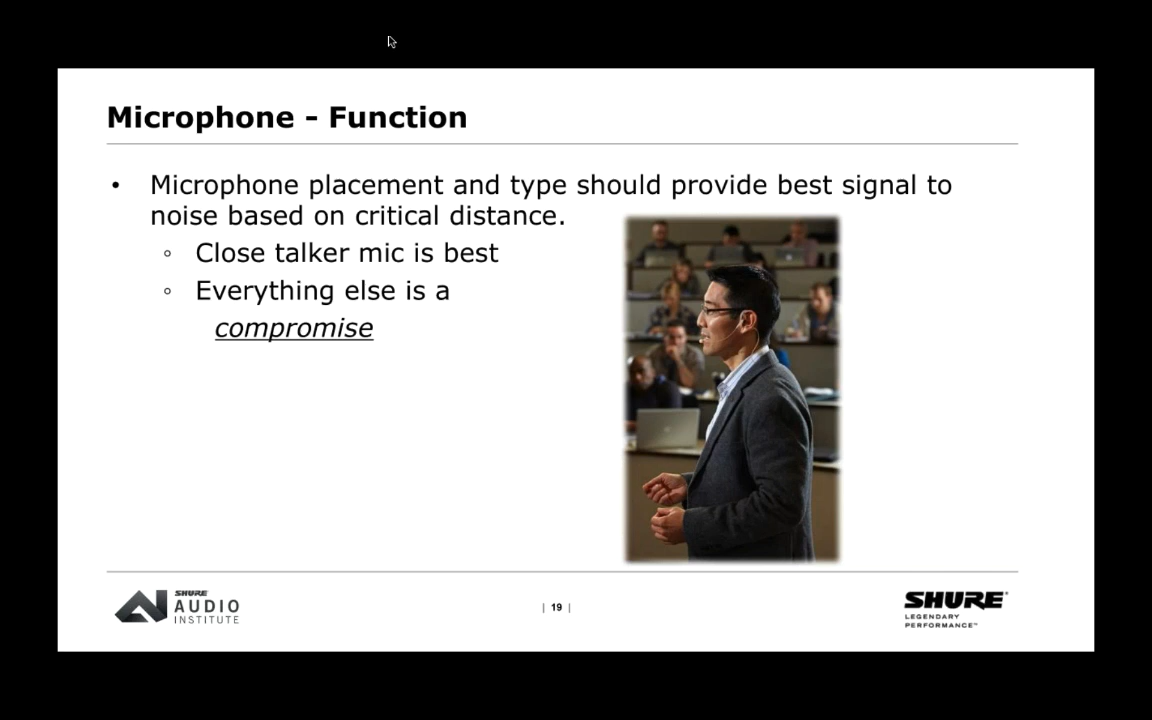 Microphone - Function
• Microphone placement and type should provide best signal to
noise based on critical distance.
◦ Close talker mic is best
◦ Everything else is a
compromise
SHURE
AUDIO
INSTITUTE
| 19 |
SHURE®
LEGENDARY
PERFORMANCE™